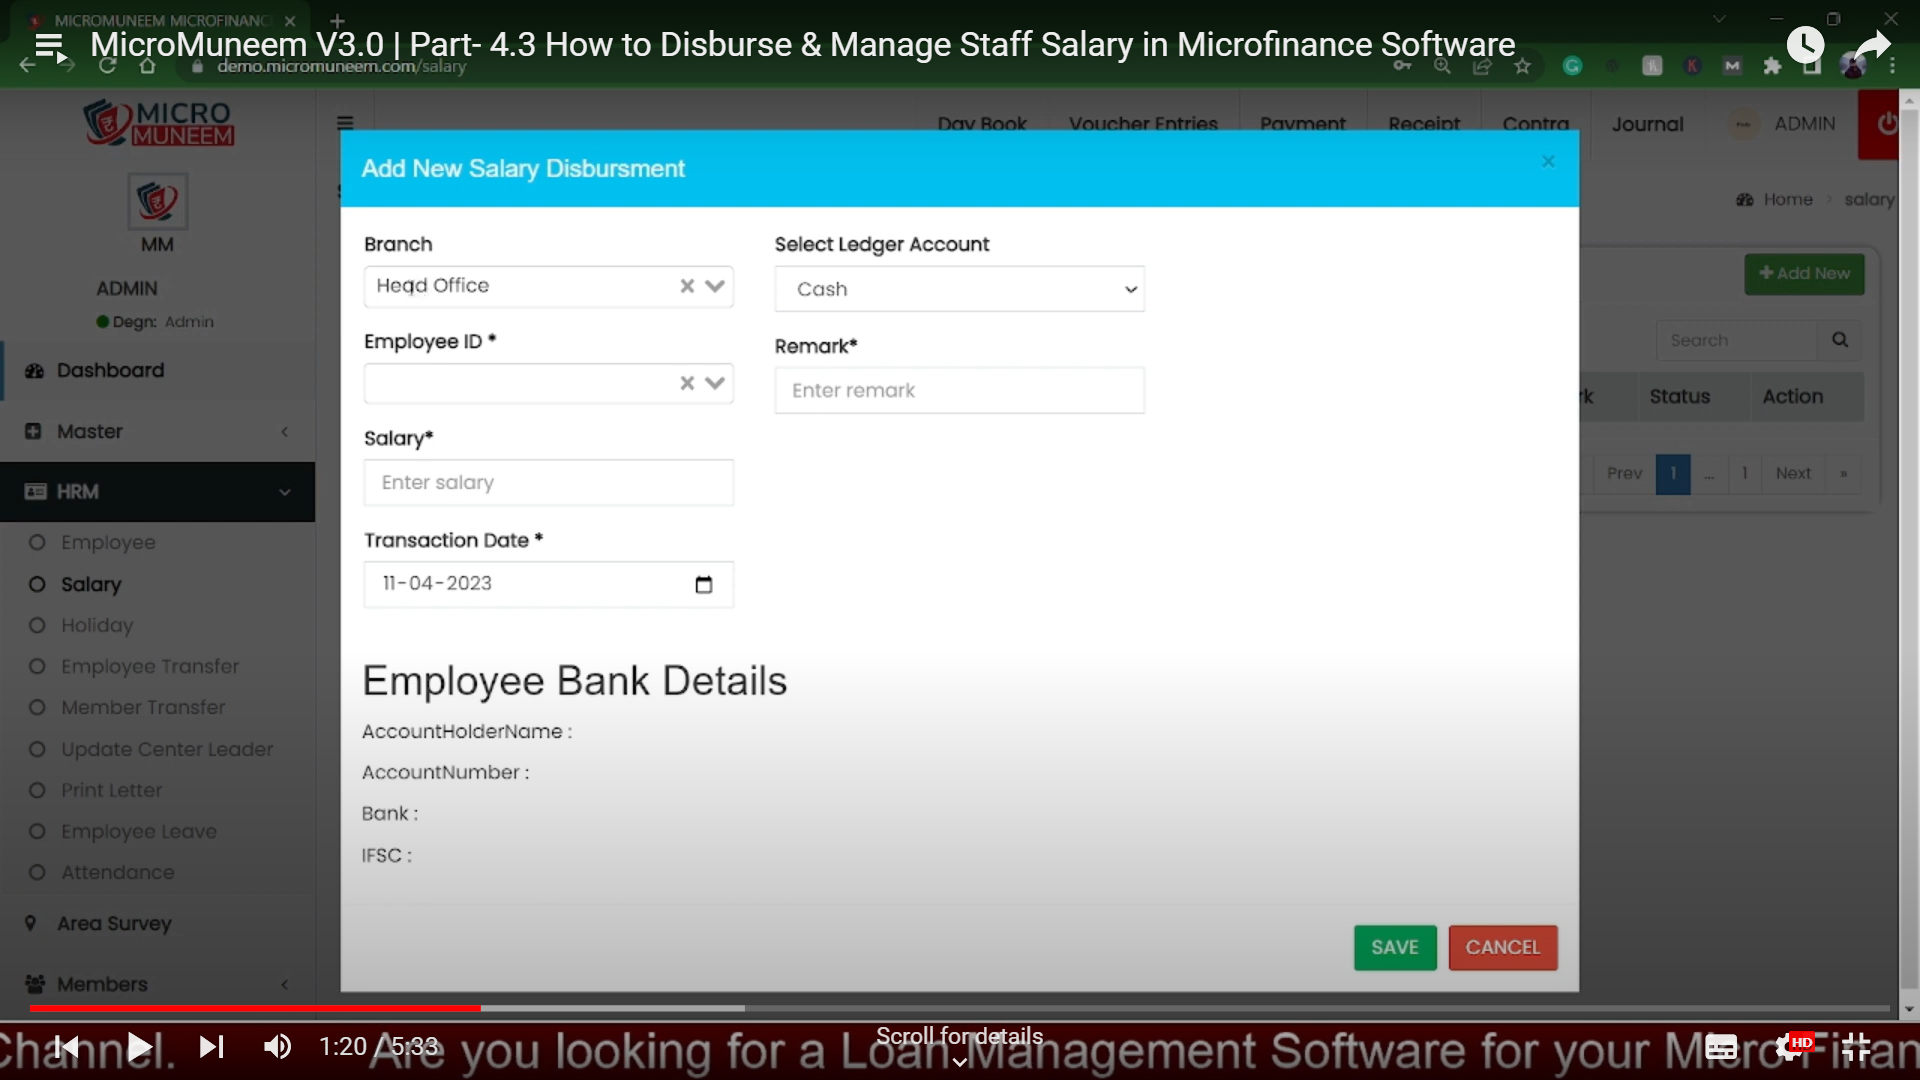 MICROMUNEEM MICROFINANC
MicroMuneem V3.0 | Part- 4.3 How to Disburse & Manage Staff Salary in Microfinance Software
demo.micromuneem.com/salary
MICRO
MUNEEM
Day Book
Voucher Entries
Payment
Receipt
Contra
Journal
ADMIN
Add New Salary Disbursment
Home
salary
MM
ADMIN
Degn: Admin
Dashboard
Master
HRM
Employee
Salary
Holiday
Employee Transfer
Member Transfer
Update Center Leader
Print Letter
Employee Leave
Attendance
Area Survey
Members
Branch
Head Office
Employee ID *
Salary*
Enter salary
Transaction Date *
11-04-2023
Select Ledger Account
Cash
Remark*
Enter remark
Employee Bank Details
AccountHolderName :
AccountNumber :
Bank :
IFSC :
SAVE
CANCEL
Add New
Search
rk
Status
Action
Prev
1
...
1
Next
»
1:20 / 5:33
Scroll for details
HD
Channel. Are you looking for a Loan Management Software for your Micro-Finan